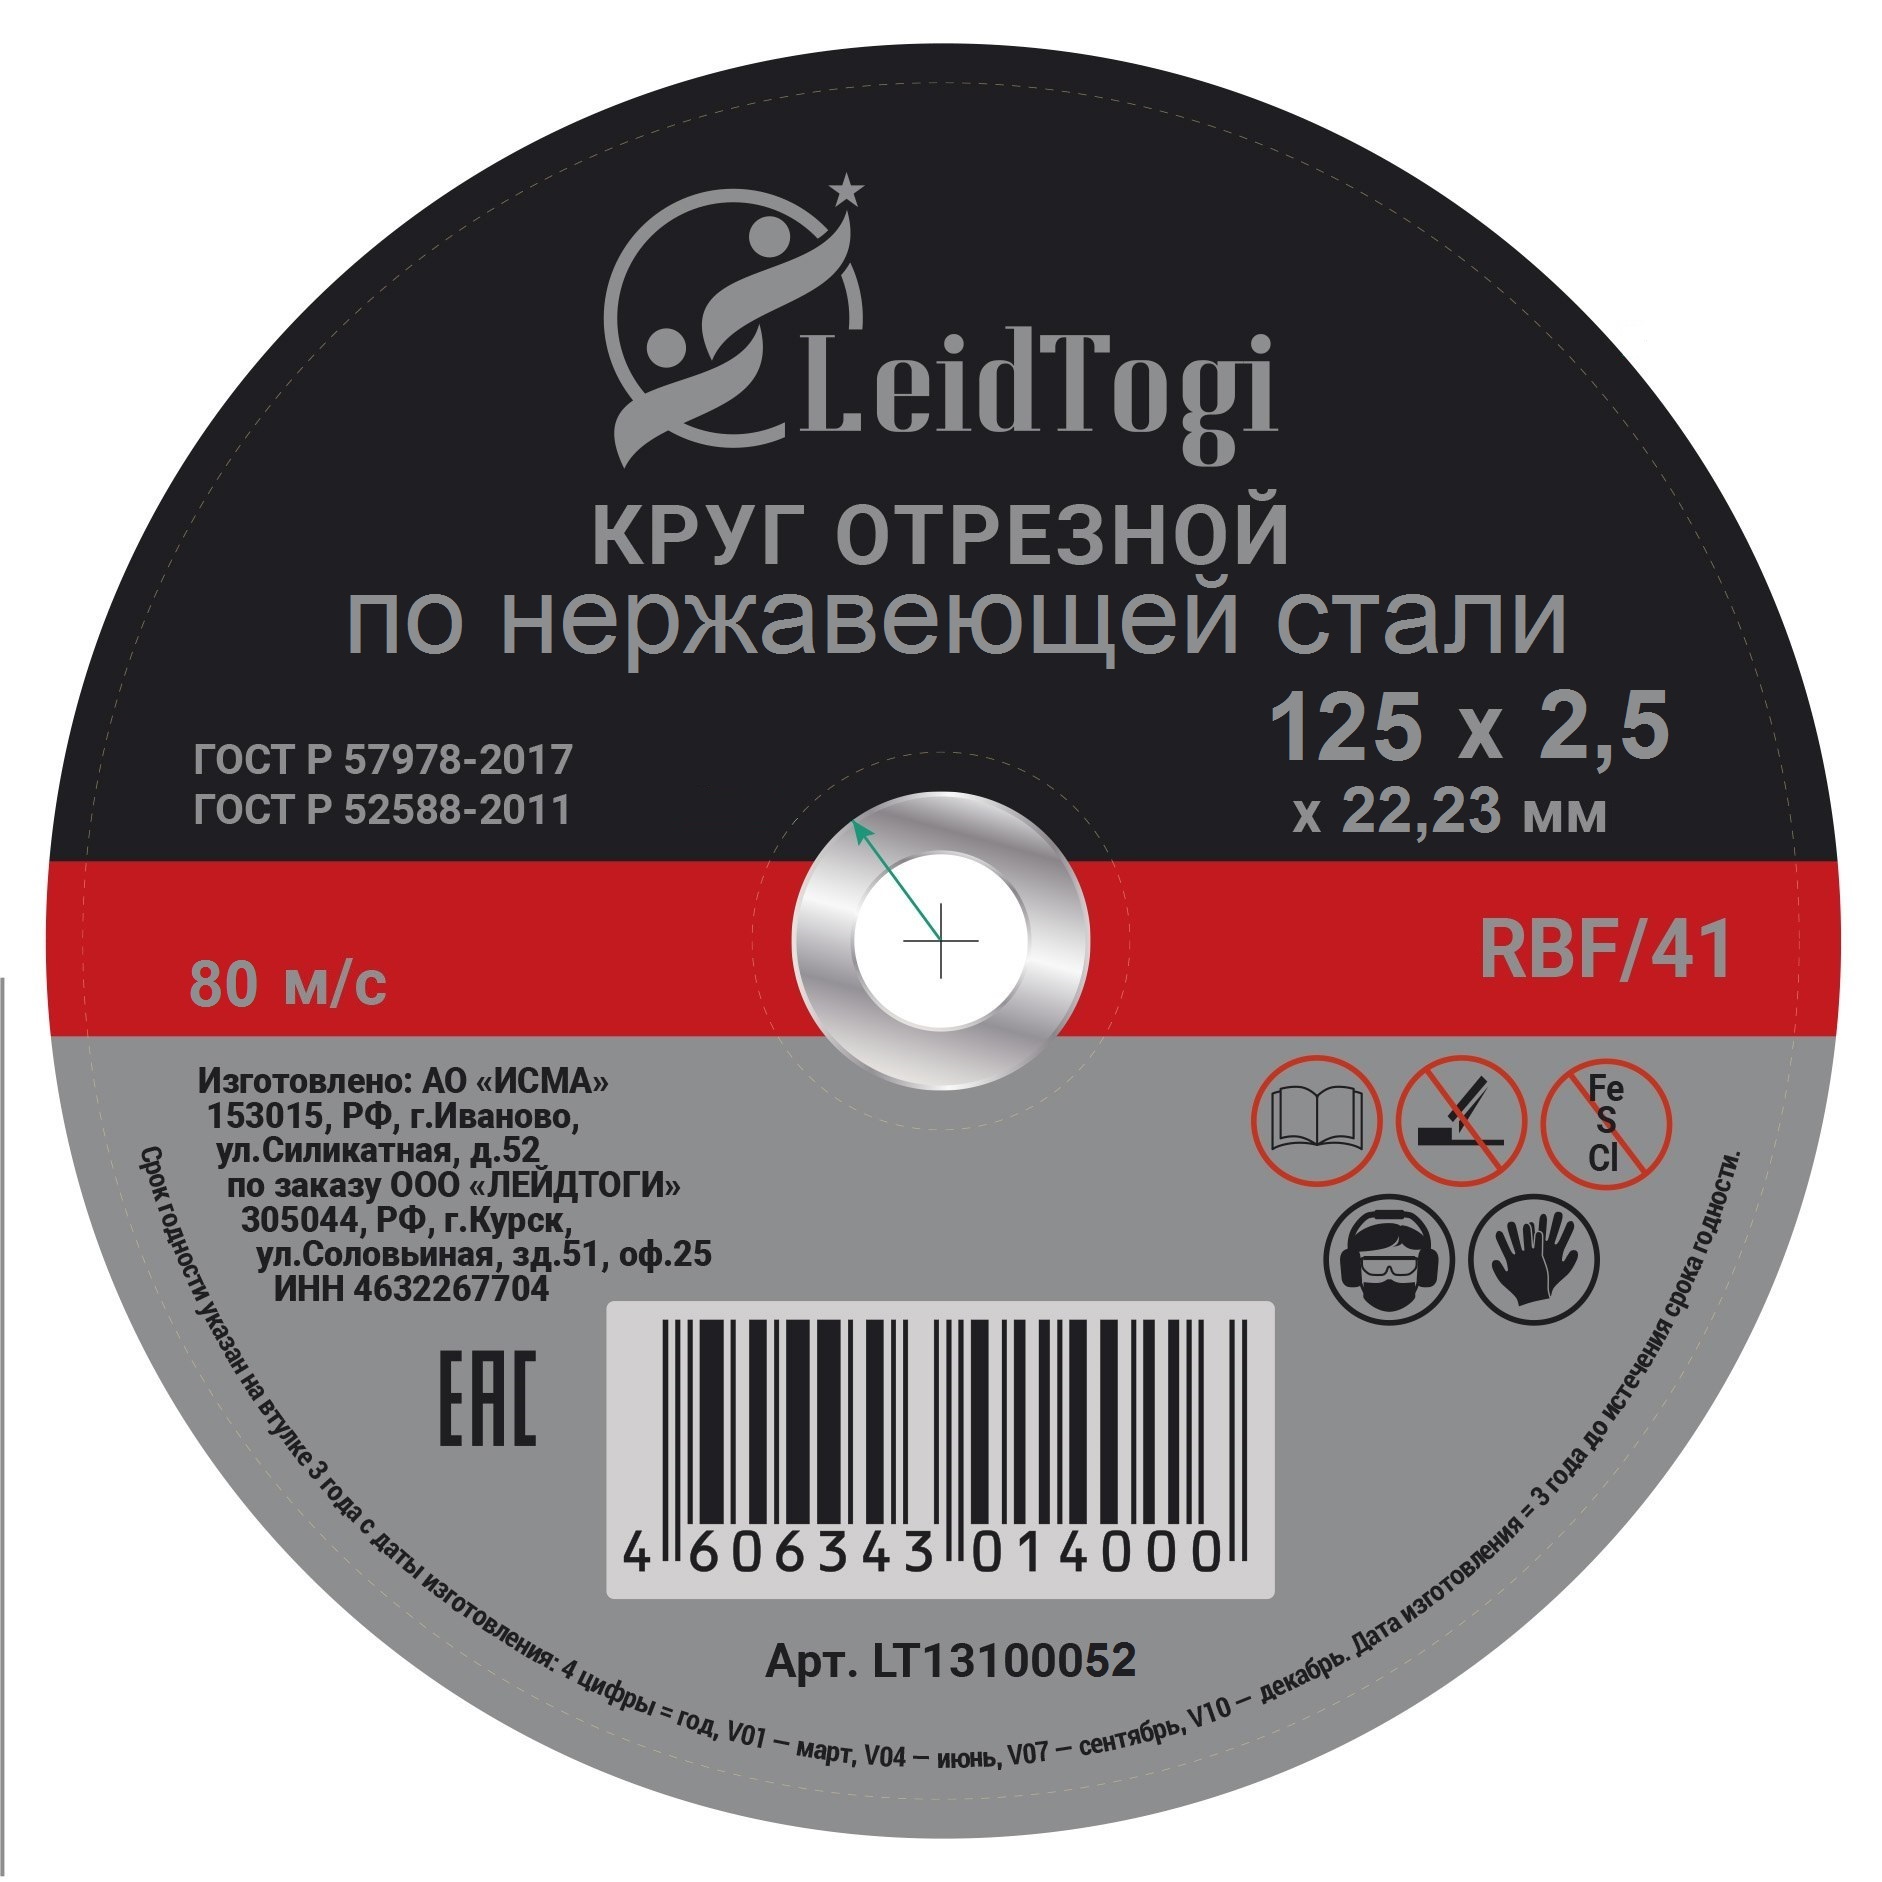 LeidTogi
КРУГ ОТРЕЗНОЙ
по нержавеющей стали
125 x 2,5
x 22,23 мм
ГОСТ Р 57978-2017
ГОСТ Р 52588-2011
80 м/с
RBF/41
Изготовлено: АО «ИСМА»
153015, РФ, г.Иваново,
ул.Силикатная, д.52
по заказу ООО «ЛЕЙДТОГИ»
305044, РФ, г.Курск,
ул.Соловьиная, зд.51, оф.25
ИНН 4632267704
Fe
S
Cl
EAC
4 606343 014000
Арт. LT13100052
Срок годности указан на втулке 3 года с даты изготовления: 4 цифры = год, V01 — март, V04 — июнь, V07 — сентябрь, V10 — декабрь. Дата изготовления = 3 года до истечения срока годности.